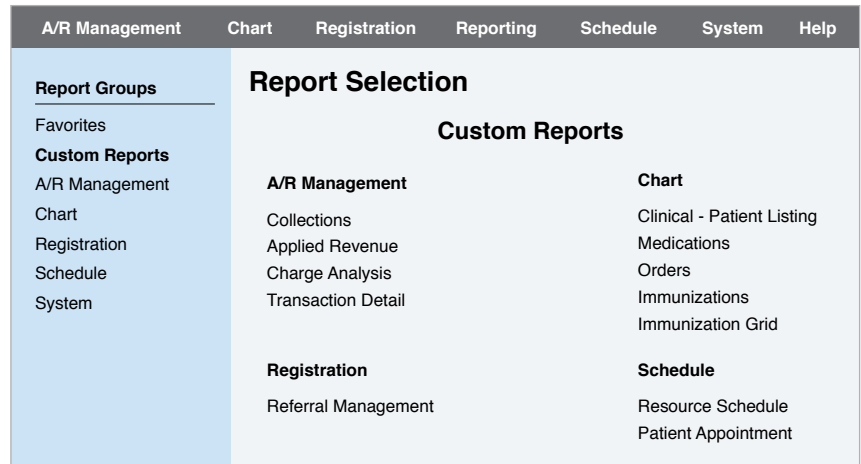 A/R Management Chart Registration Reporting Schedule System Help
Report Groups
Favorites
Custom Reports
A/R Management
Chart
Registration
Schedule
System
Report Selection
Custom Reports
A/R Management
Collections
Applied Revenue
Charge Analysis
Transaction Detail
Chart
Clinical - Patient Listing
Medications
Orders
Immunizations
Immunization Grid
Registration
Referral Management
Schedule
Resource Schedule
Patient Appointment